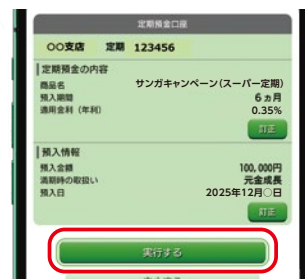 定期預金口座
○○支店 定期 123456
定期預金の内容
商品名 サンガキャンペーン(スーパー定期)
預入期間 6ヵ月
適用金利(年利) 0.35%
訂正
預入情報
預入金額 100,000円
満期時の取扱い 元金成長
預入日 2025年12月○日
訂正
実行する